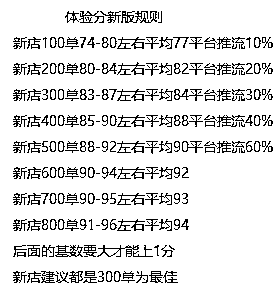 体验分新版规则
新店100单74-80左右平均77平台推流10%
新店200单80-84左右平均82平台推流20%
新店300单83-87左右平均84平台推流30%
新店400单85-90左右平均88平台推流40%
新店500单88-92左右平均90平台推流60%
新店600单90-94左右平均92
新店700单90-95左右平均93
新店800单91-96左右平均94
后面的基数要大才能上1分
新店建议都是300单为最佳